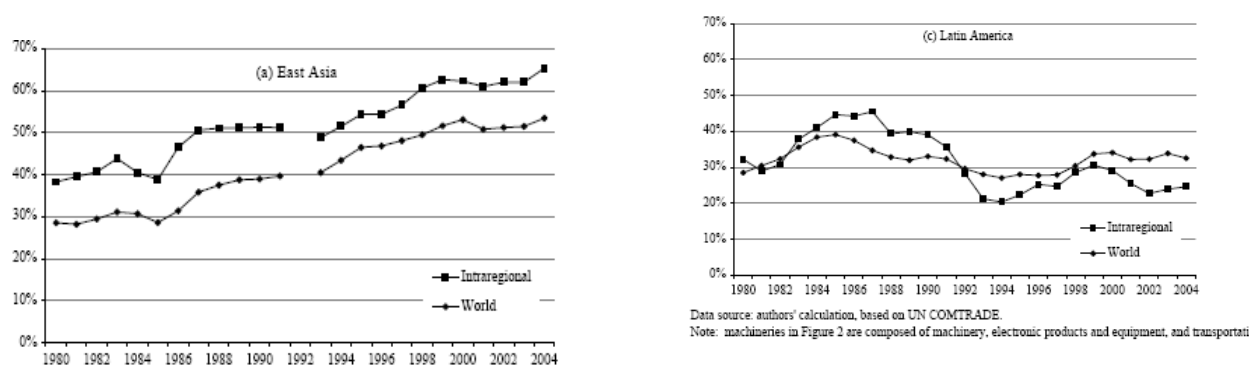 70%
60%
50%
40%
30%
20%
10%
0%
(a) East Asia
Intraregional
World
1980 1982 1984 1986 1988 1990 1992 1994 1996 1998 2000 2002 2004
70%
60%
50%
40%
30%
20%
10%
0%
(c) Latin America
Intraregional
World
1980 1982 1984 1986 1988 1990 1992 1994 1996 1998 2000 2002 2004
Data source: authors' calculation, based on UN COMTRADE.
Note: machineries in Figure 2 are composed of machinery, electronic products and equipment, and transportati